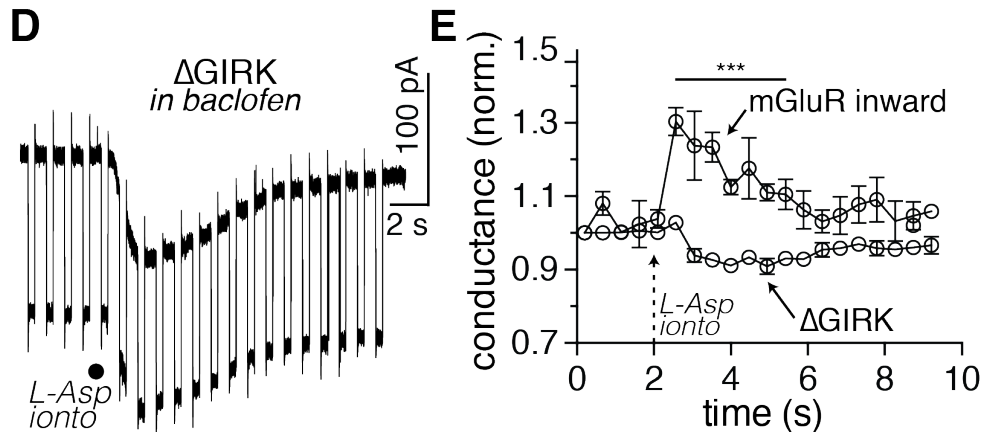 D
ΔGIRK
in baclofen
100 pA
2 s
L-Asp
ionto
E
conductance (norm.)
1.5
1.3
1.1
0.9
0.7
***
mGluR inward
L-Asp
ionto
ΔGIRK
0 2 4 6 8 10
time (s)